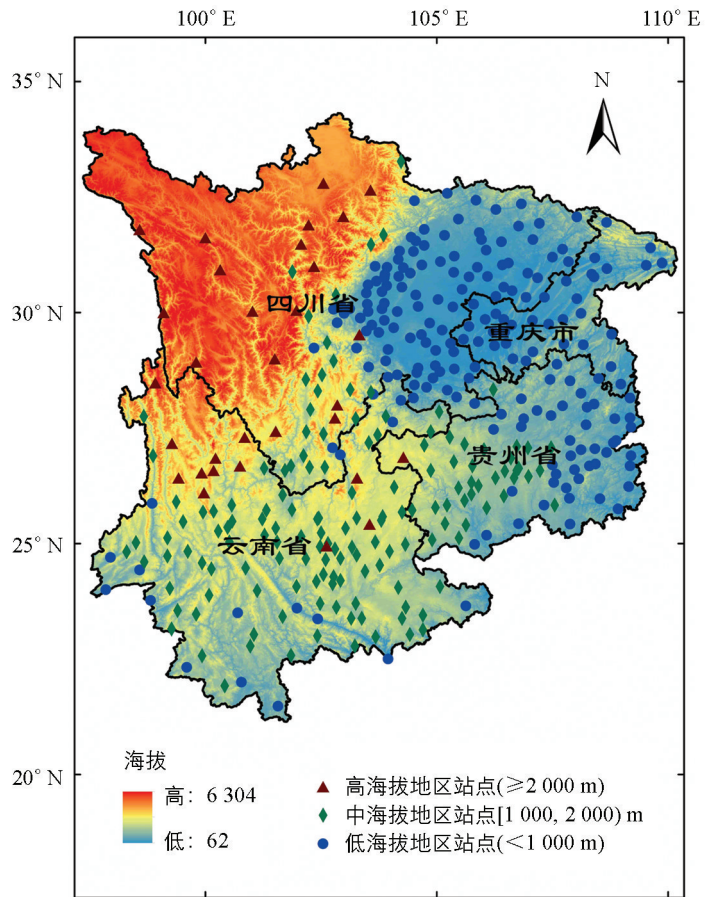 100° E
105° E
110° E
35° N
N
30° N
四川省
重庆市
贵州省
25° N
云南省
20° N
海拔
高：6 304
低：62
高海拔地区站点(≥2 000 m)
中海拔地区站点[1 000, 2 000) m
低海拔地区站点(<1 000 m)